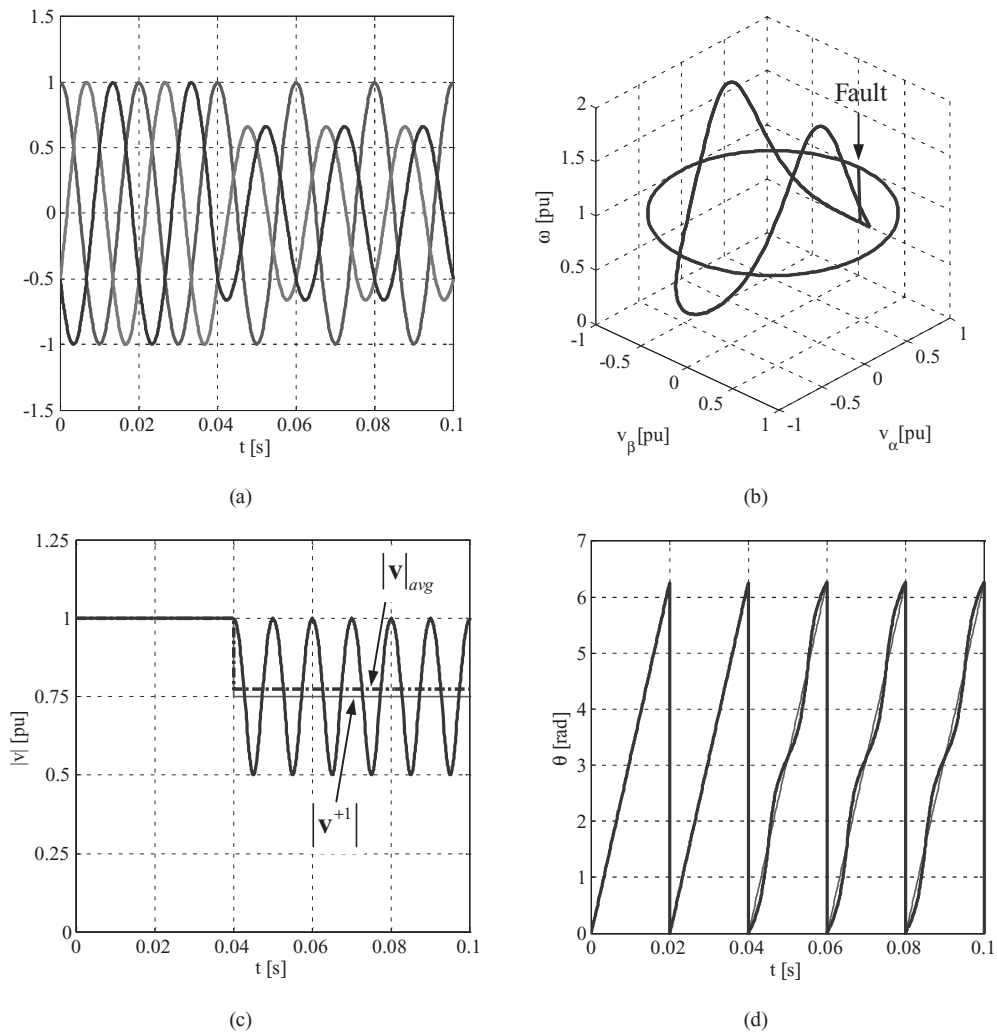 1.5
1
0.5
0
-0.5
-1
-1.5
0 0.02 0.04 0.06 0.08 0.1
t [s]
(a)
Fault
ω [pu]
2
1.5
1
0.5
0
-1
-0.5
0
0.5
1
-1
-0.5
0
0.5
1
v_β[pu]
v_α[pu]
(b)
|v| [pu]
1.25
1
0.75
0.5
0.25
0
|v|_avg
|v^{+1}|
0 0.02 0.04 0.06 0.08 0.1
t [s]
(c)
θ [rad]
7
6
5
4
3
2
1
0
0 0.02 0.04 0.06 0.08 0.1
t [s]
(d)